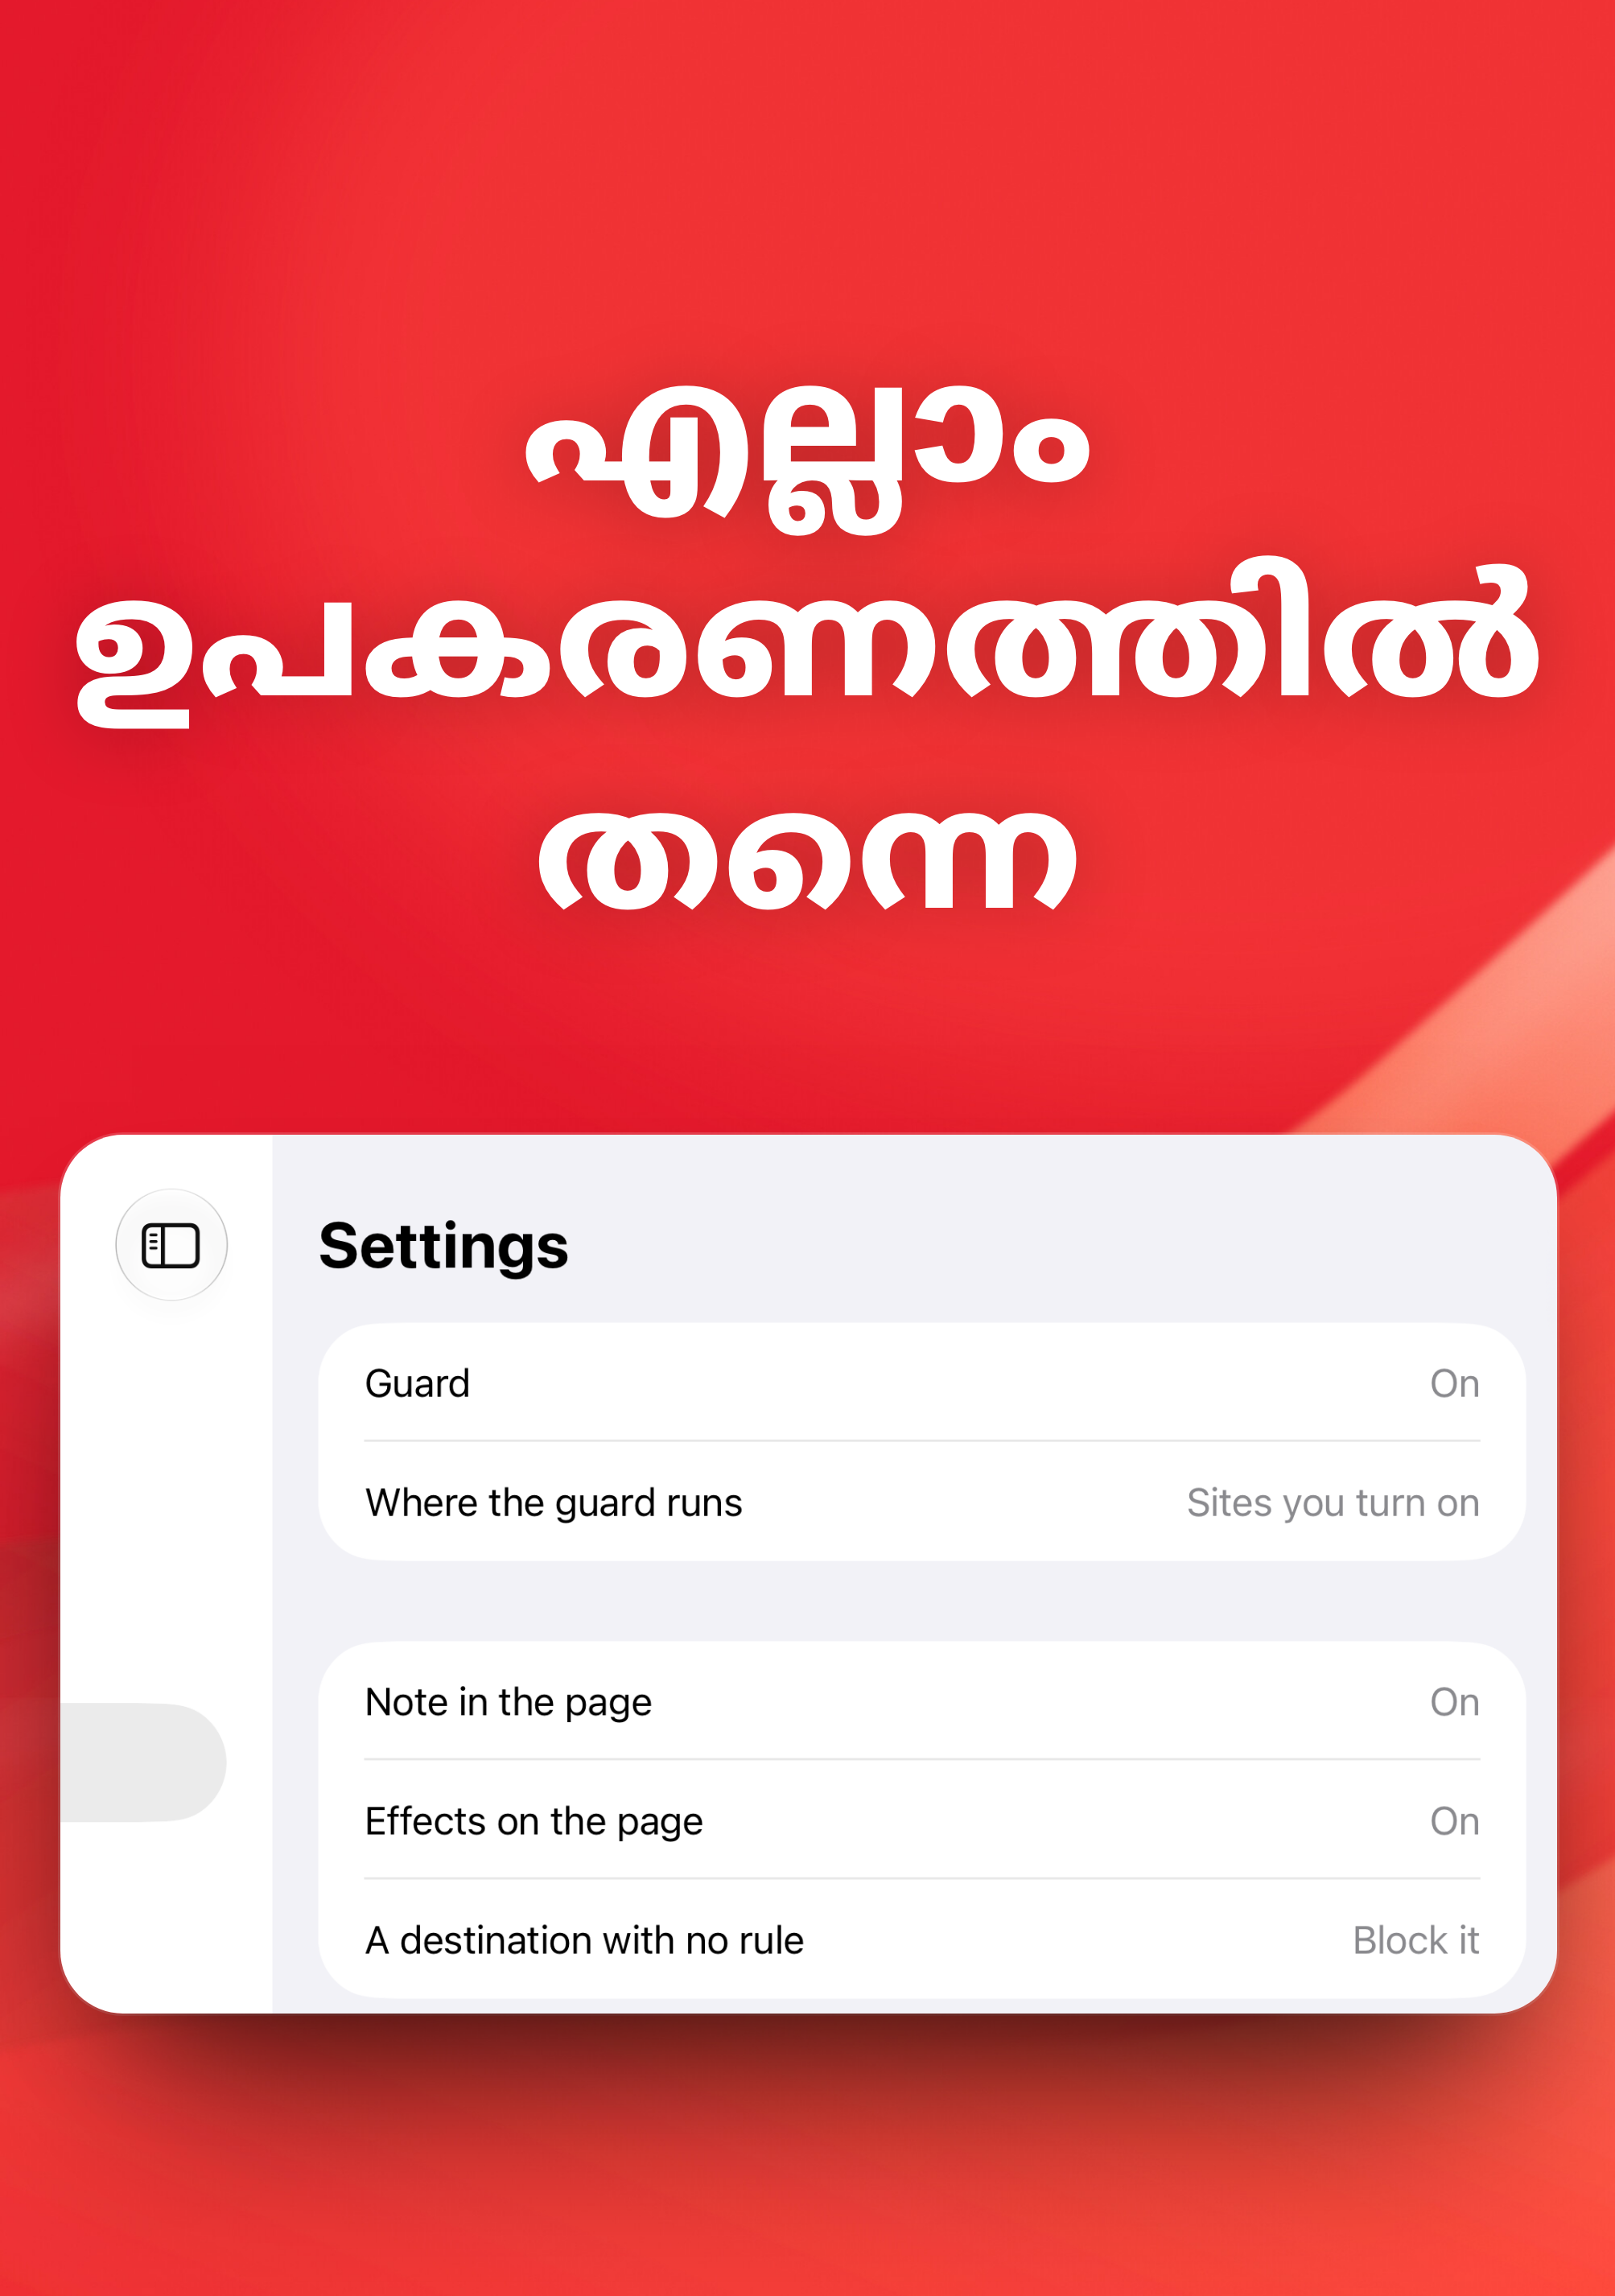 എല്ലാം
ഉപകരണത്തിൽ
തന്നെ
Settings
Guard On
Where the guard runs Sites you turn on
Note in the page On
Effects on the page On
A destination with no rule Block it